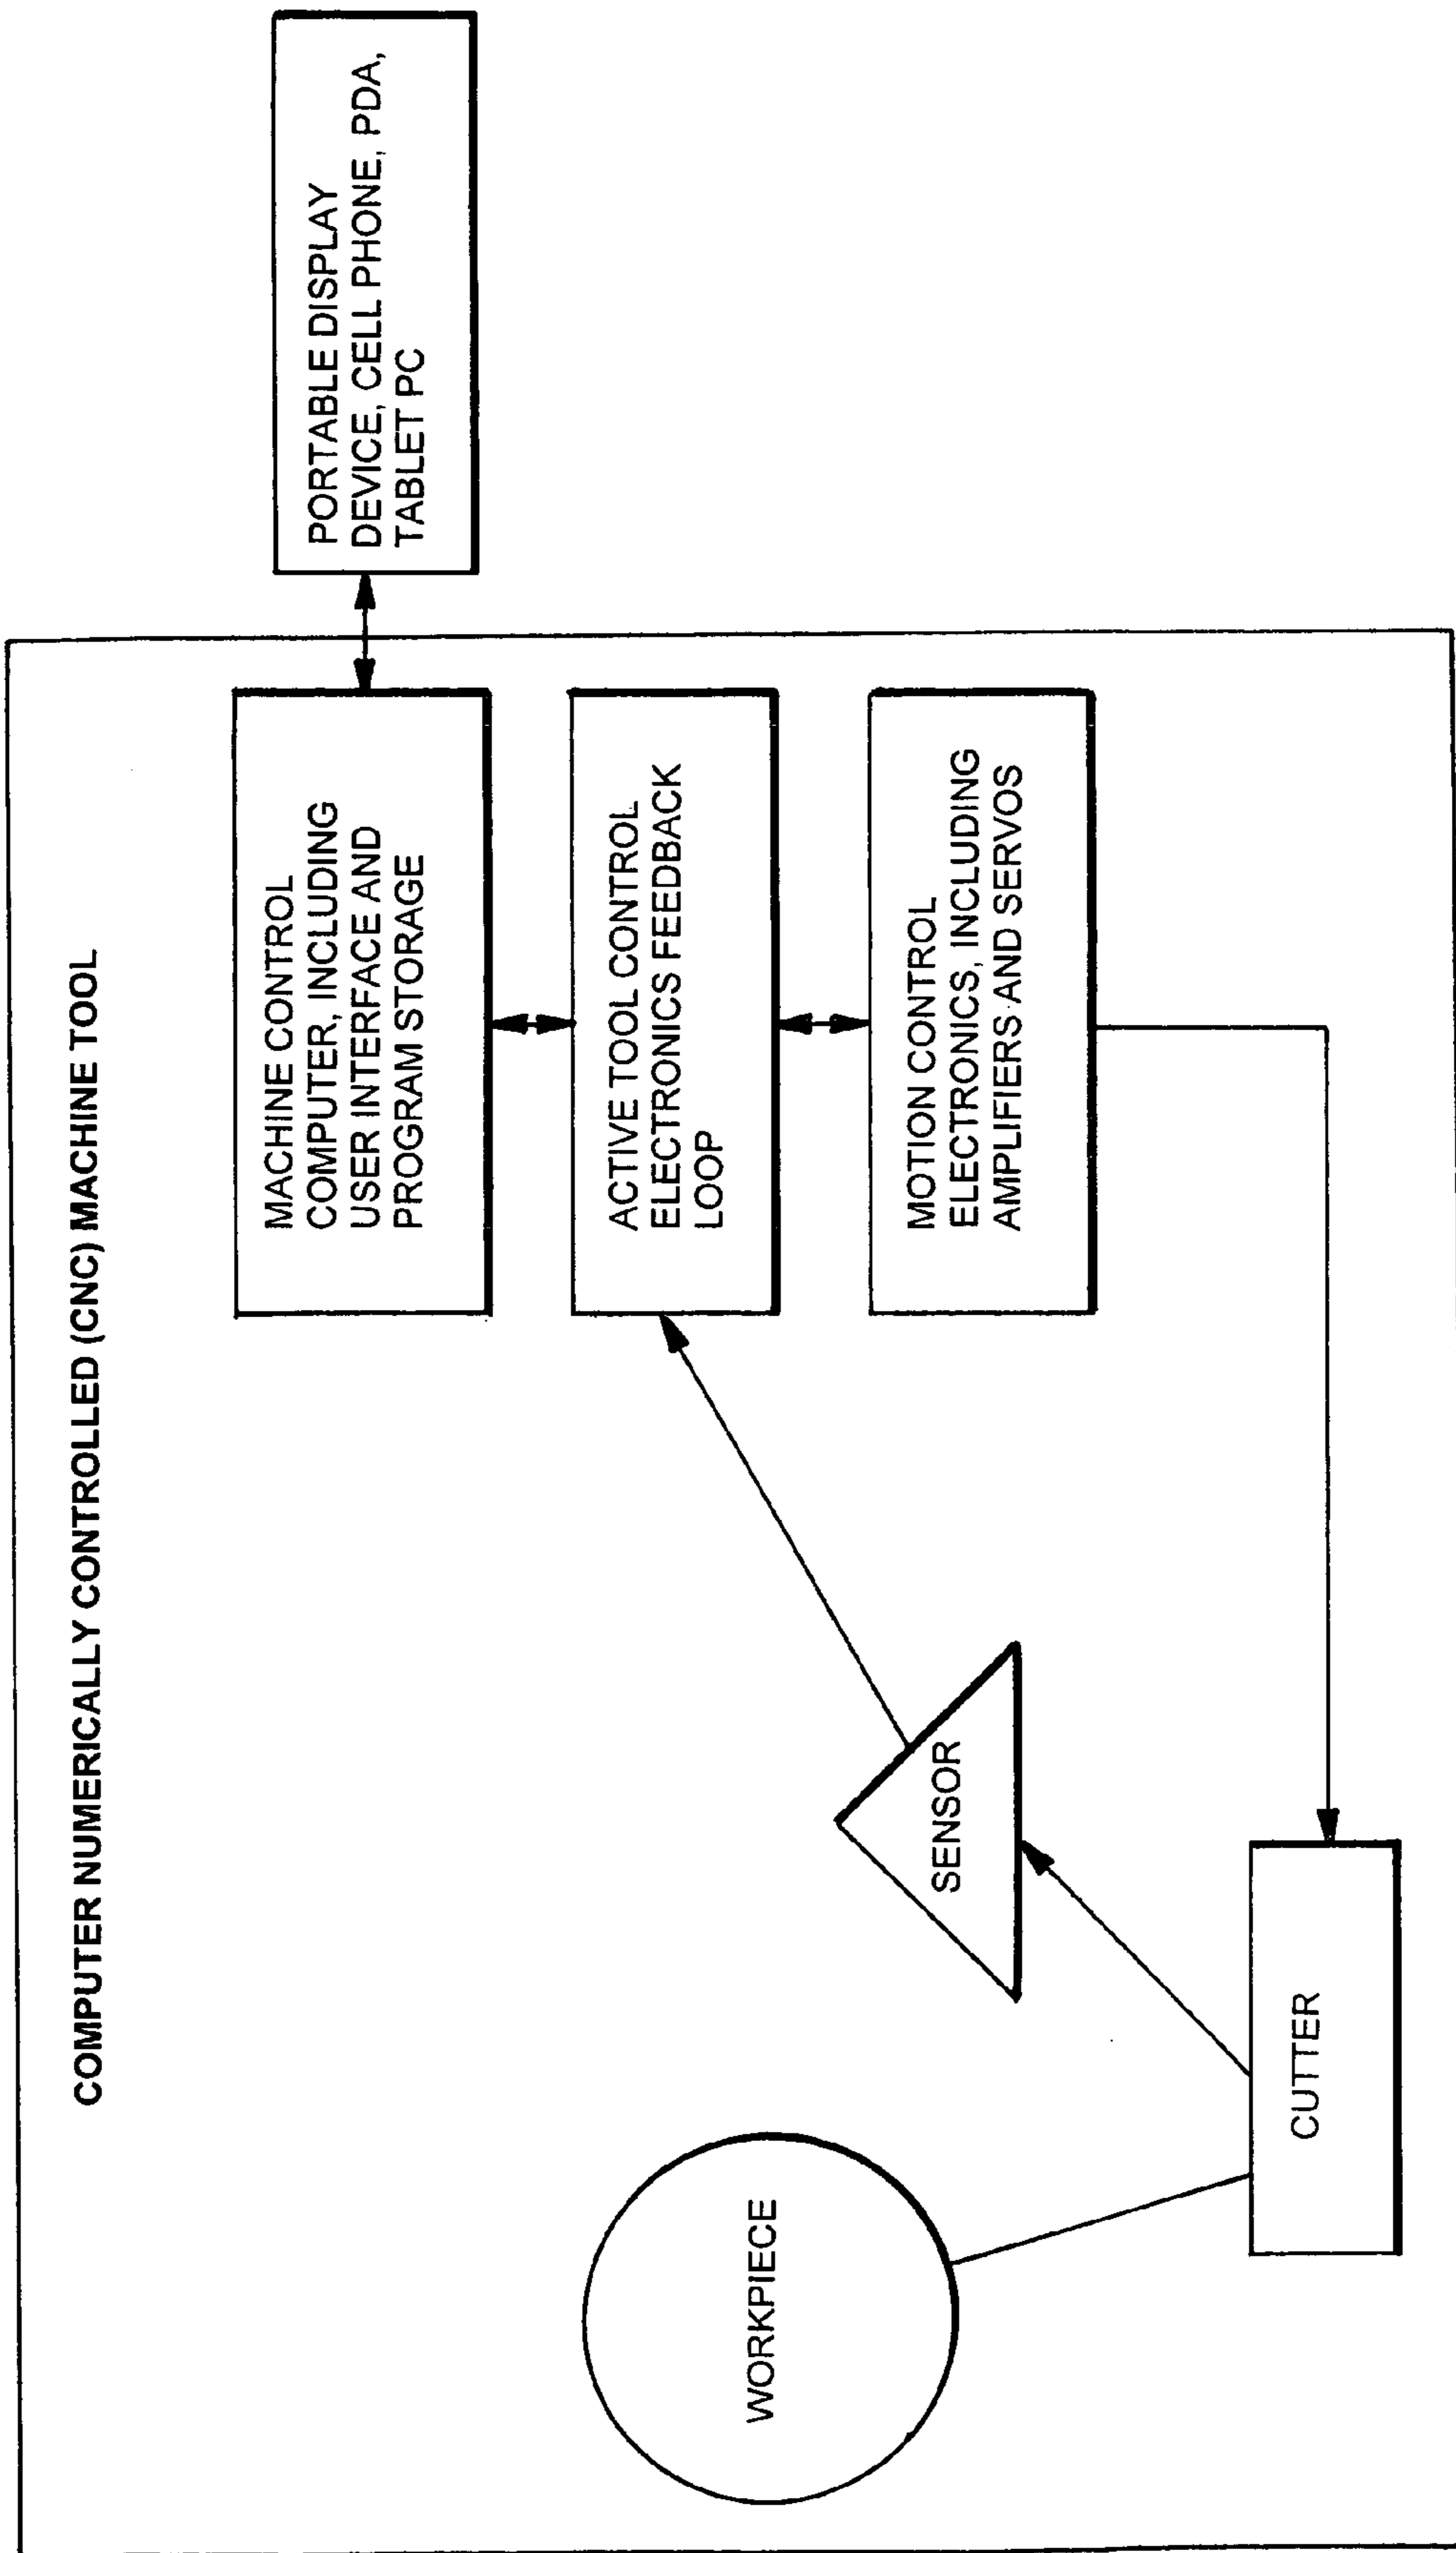 COMPUTER NUMERICALLY CONTROLLED (CNC) MACHINE TOOL
PORTABLE DISPLAY
DEVICE, CELL PHONE, PDA,
TABLET PC
MACHINE CONTROL
COMPUTER, INCLUDING
USER INTERFACE AND
PROGRAM STORAGE
ACTIVE TOOL CONTROL
ELECTRONICS FEEDBACK
LOOP
MOTION CONTROL
ELECTRONICS, INCLUDING
AMPLIFIERS AND SERVOS
WORKPIECE
SENSOR
CUTTER